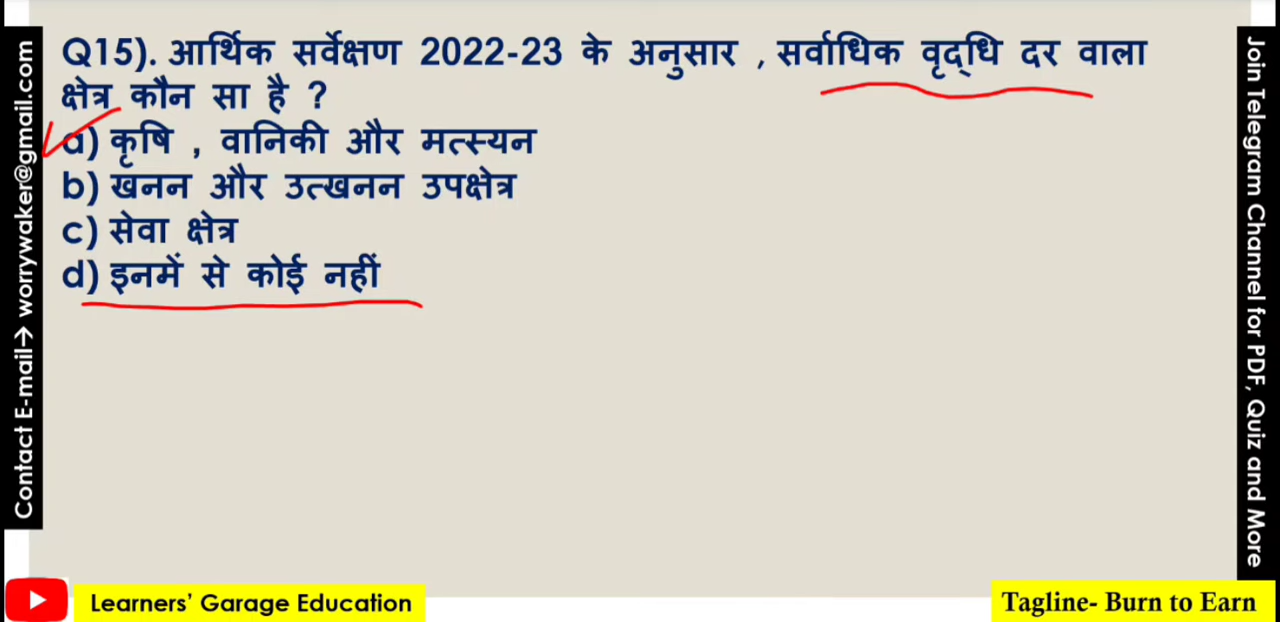 Q15). आर्थिक सर्वेक्षण 2022-23 के अनुसार , सर्वाधिक वृद्धि दर वाला
क्षेत्र कौन सा है ?
a) कृषि , वानिकी और मत्स्यन
b) खनन और उत्खनन उपक्षेत्र
c) सेवा क्षेत्र
d) इनमें से कोई नहीं
Contact E-mail→ worrywaker@gmail.com
Join Telegram Channel for PDF, Quiz and More
Learners’ Garage Education
Tagline- Burn to Earn